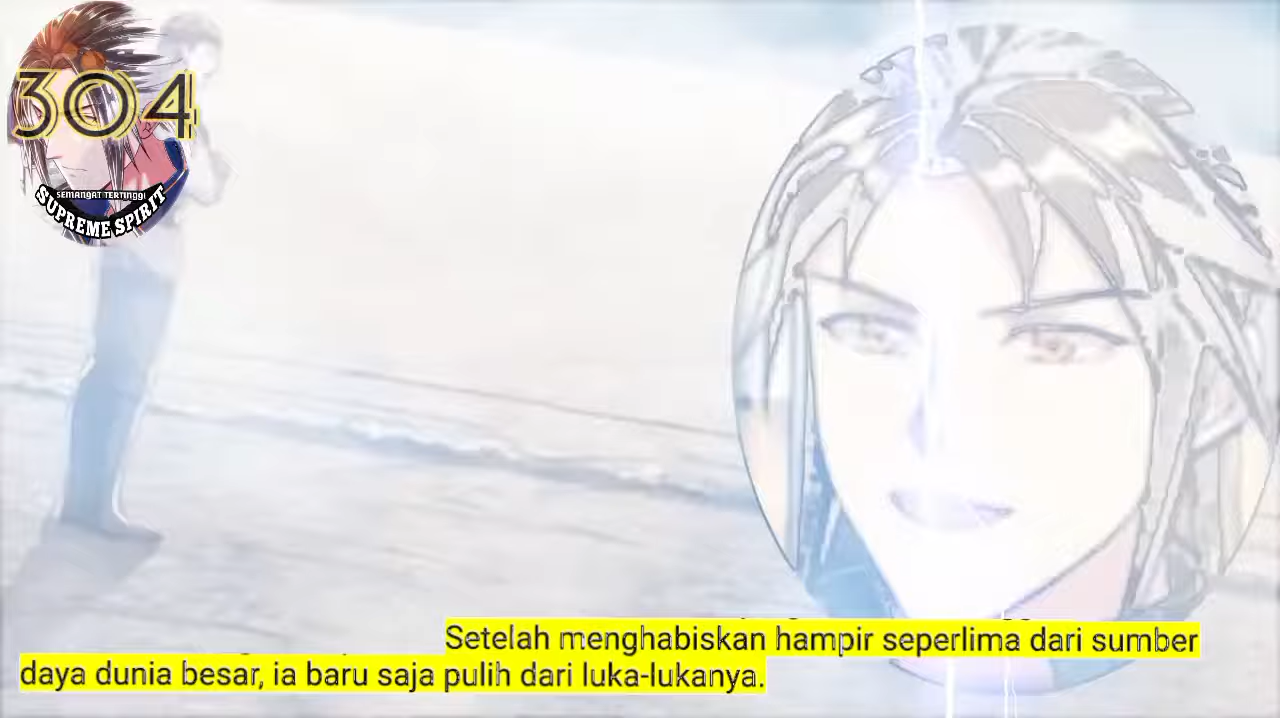 304
SEMANGAT TERTINGGI
SUPREME SPIRIT
Setelah menghabiskan hampir seperlima dari sumber
daya dunia besar, ia baru saja pulih dari luka-lukanya.